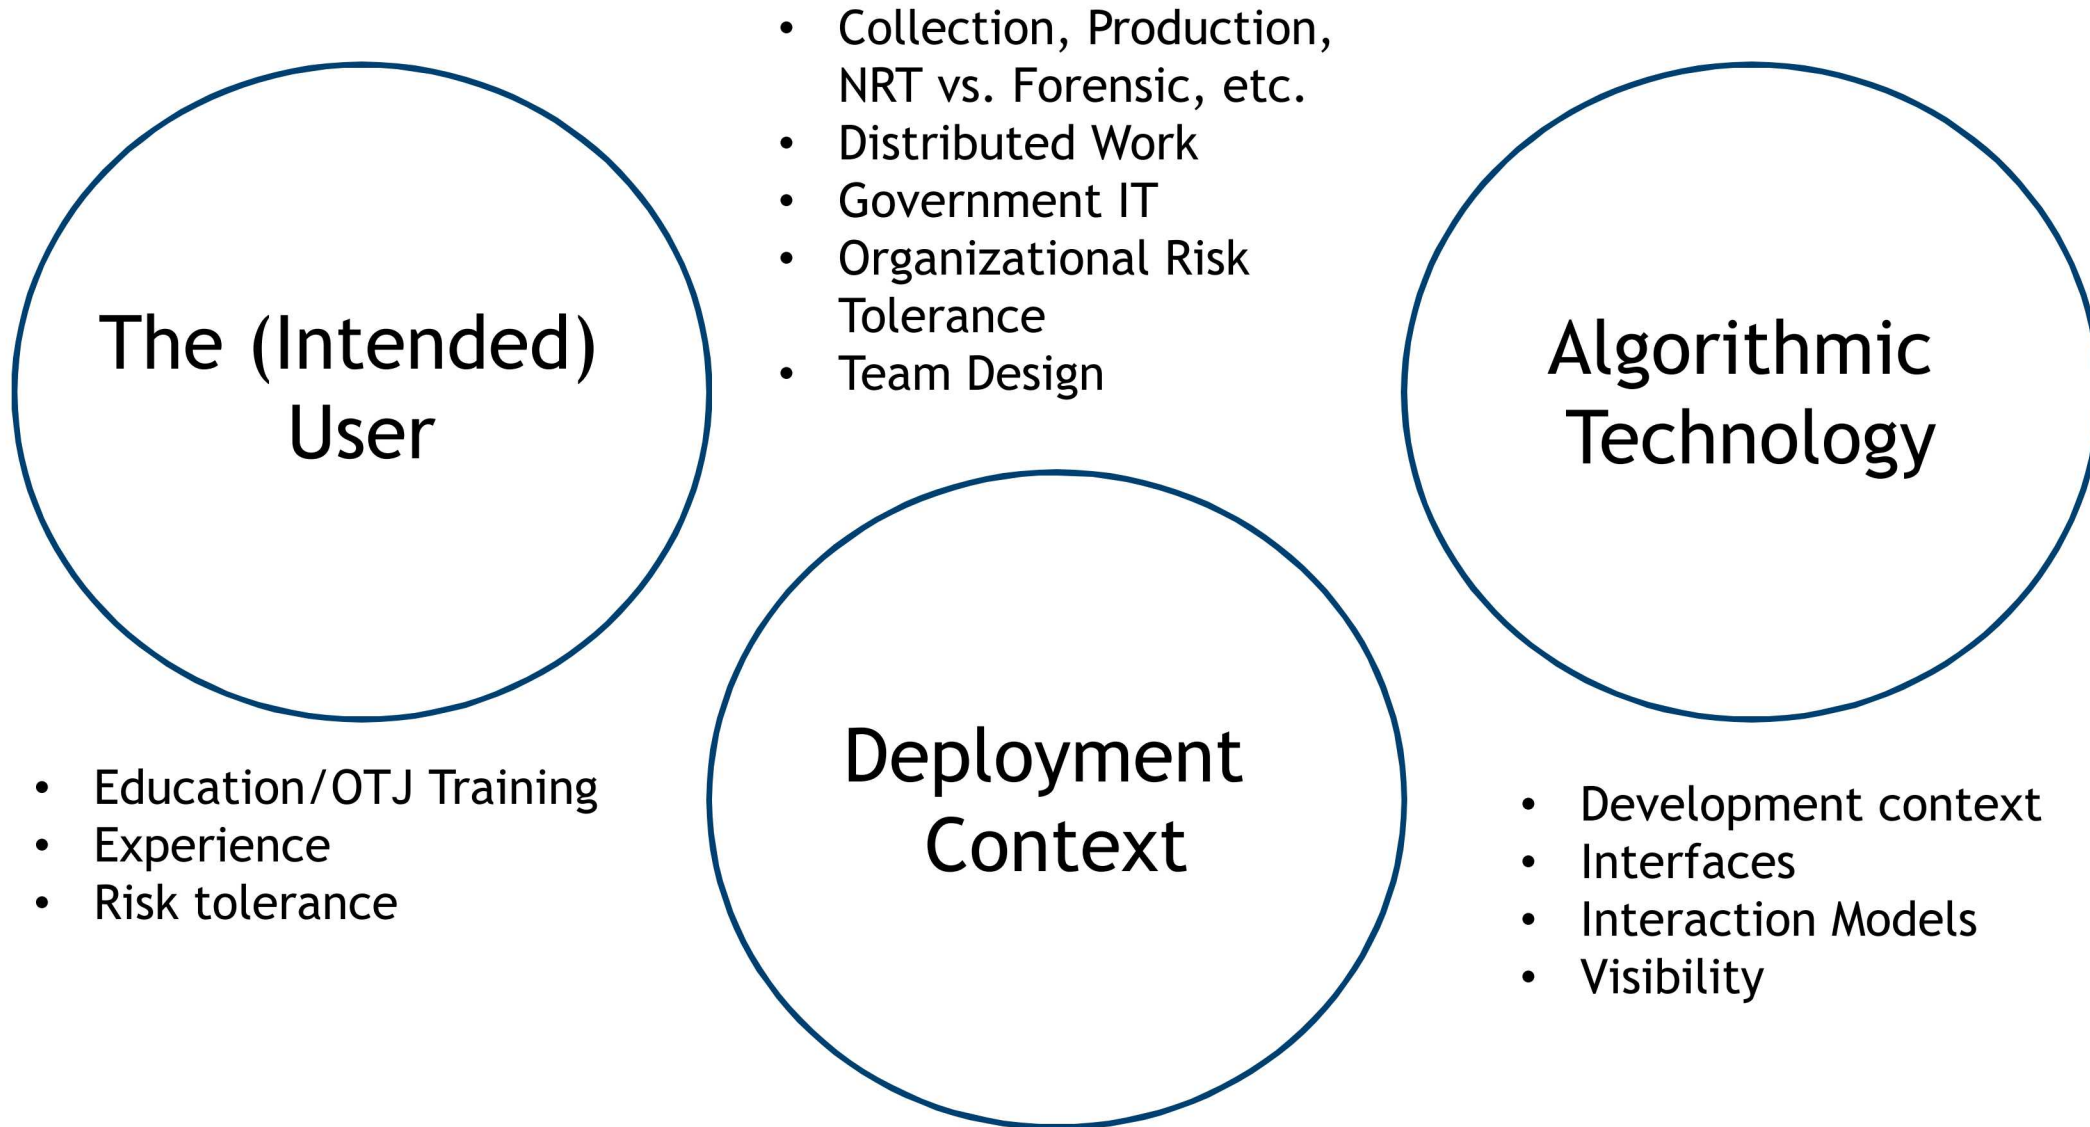 The (Intended)
User
• Education/OTJ Training
• Experience
• Risk tolerance
• Collection, Production,
NRT vs. Forensic, etc.
• Distributed Work
• Government IT
• Organizational Risk
Tolerance
• Team Design
Deployment
Context
Algorithmic
Technology
• Development context
• Interfaces
• Interaction Models
• Visibility